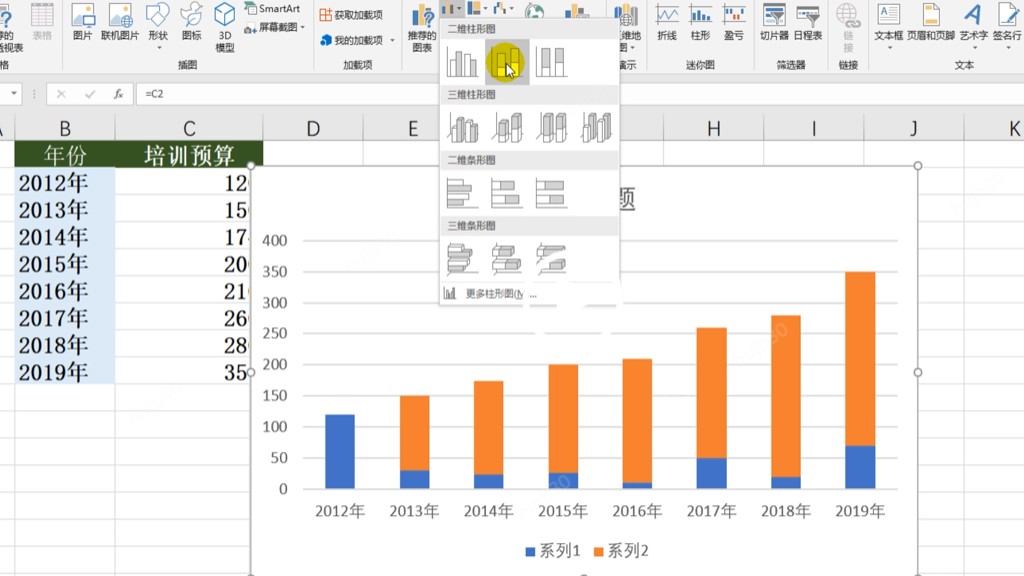 SmartArt
获取加载项
屏幕截图
我的加载项
表格
图片
联机图片
形状
图标
3D
模型
推荐的
图表
折线
柱形
盈亏
切片器
日程表
链
接
文本框
页眉和页脚
艺术字
签名行
插图
加载项
演示
迷你图
筛选器
链接
文本
fx
=C2
二维柱形图
三维柱形图
二维条形图
三维条形图
更多柱形图(M)...
B
C
D
E
H
I
J
K
年份
培训预算
2012年
12
2013年
15
2014年
17
2015年
20
2016年
21
2017年
26
2018年
28
2019年
35
题
400
350
300
250
200
150
100
50
0
2012年
2013年
2014年
2015年
2016年
2017年
2018年
2019年
系列1
系列2